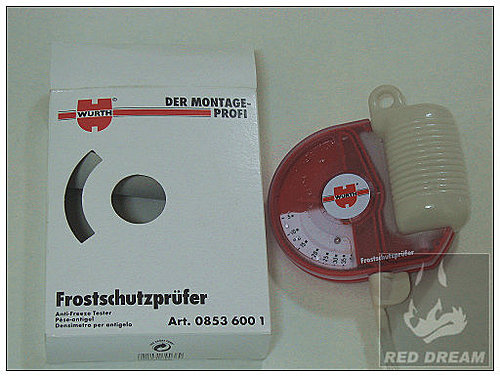 WÜRTH
DER MONTAGE-
PROFI
Frostschutzprüfer
Anti-Freeze Tester
Pèse-antigel
Densimetro per antigelo
Art. 0853 600 1
WÜRTH
Frostschutzprüfer
RED DREAM